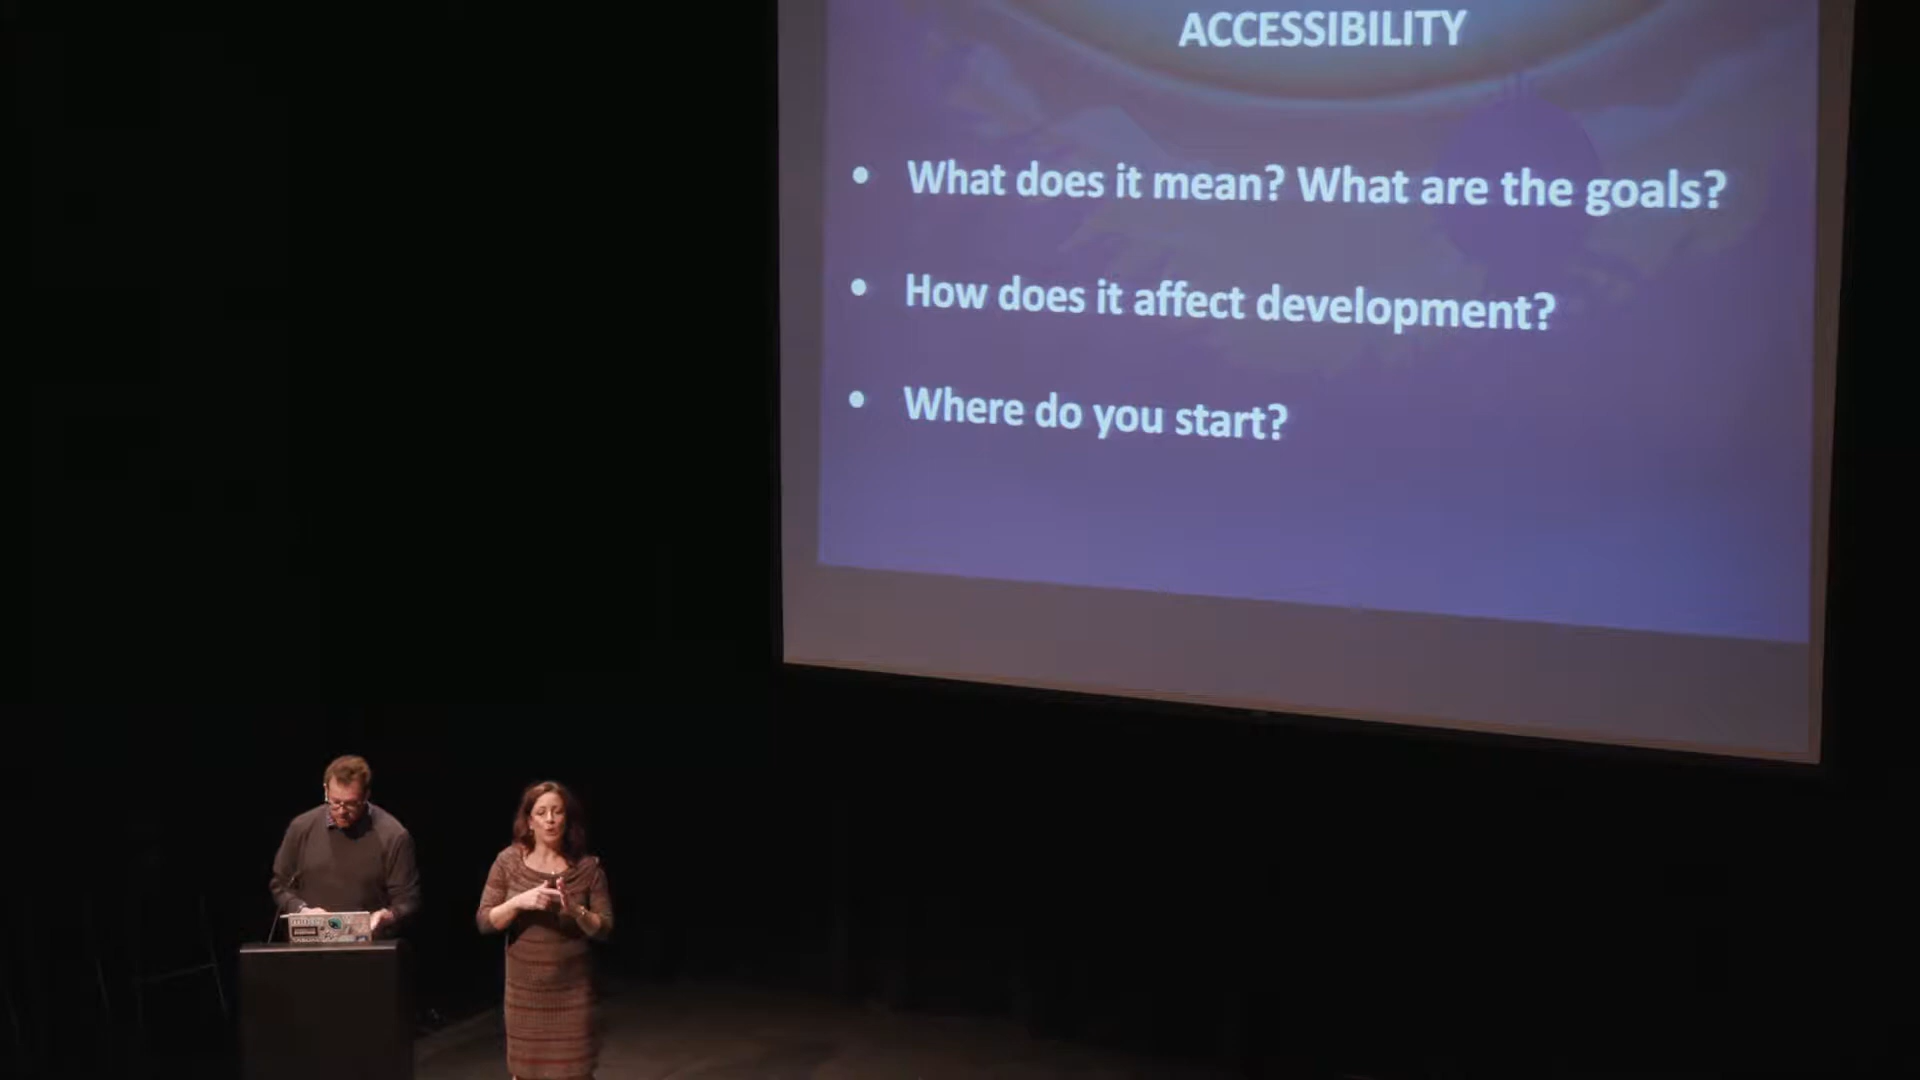 ACCESSIBILITY
• What does it mean? What are the goals?
• How does it affect development?
• Where do you start?